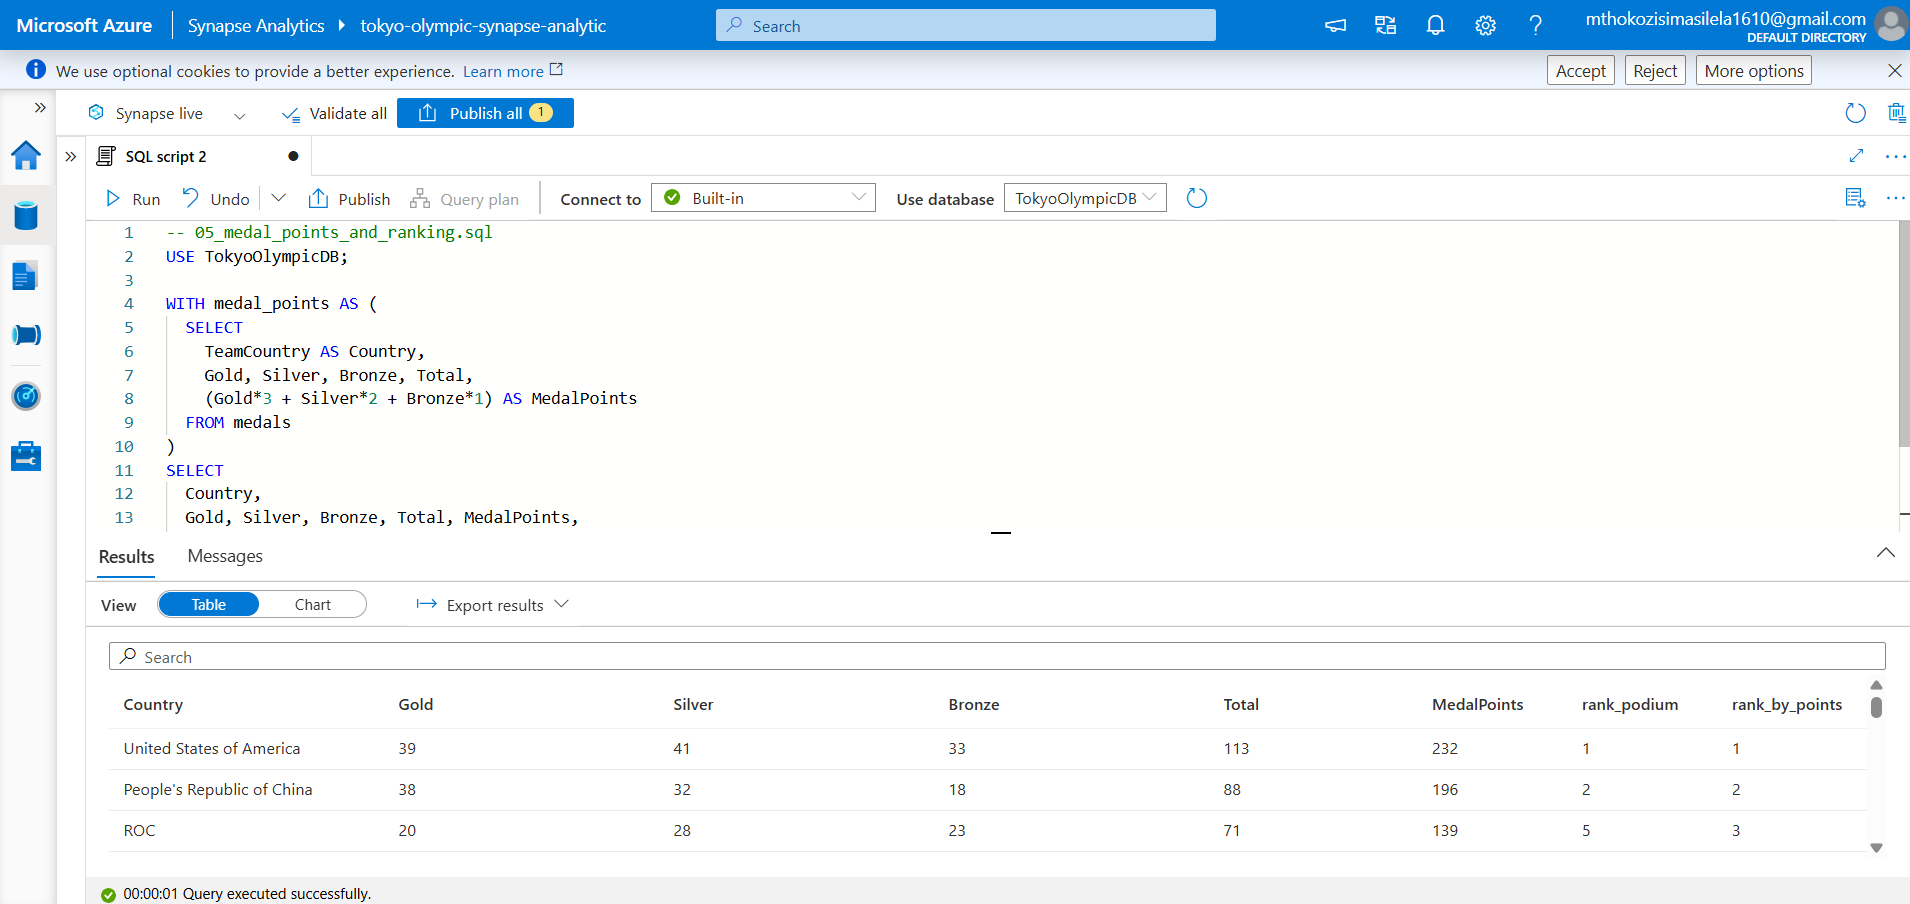 Microsoft Azure Synapse Analytics tokyo-olympic-synapse-analytic Search mthokozisimasilela1610@gmail.com
DEFAULT DIRECTORY
We use optional cookies to provide a better experience. Learn more Accept Reject More options
Synapse live Validate all Publish all 1
SQL script 2
Run Undo Publish Query plan Connect to Built-in Use database TokyoOlympicDB
1 -- 05_medal_points_and_ranking.sql
2 USE TokyoOlympicDB;
3
4 WITH medal_points AS (
5 SELECT
6 TeamCountry AS Country,
7 Gold, Silver, Bronze, Total,
8 (Gold*3 + Silver*2 + Bronze*1) AS MedalPoints
9 FROM medals
10 )
11 SELECT
12 Country,
13 Gold, Silver, Bronze, Total, MedalPoints,
Results Messages
View Table Chart Export results
Search
Country Gold Silver Bronze Total MedalPoints rank_podium rank_by_points
United States of America 39 41 33 113 232 1 1
People's Republic of China 38 32 18 88 196 2 2
ROC 20 28 23 71 139 5 3
00:00:01 Query executed successfully.